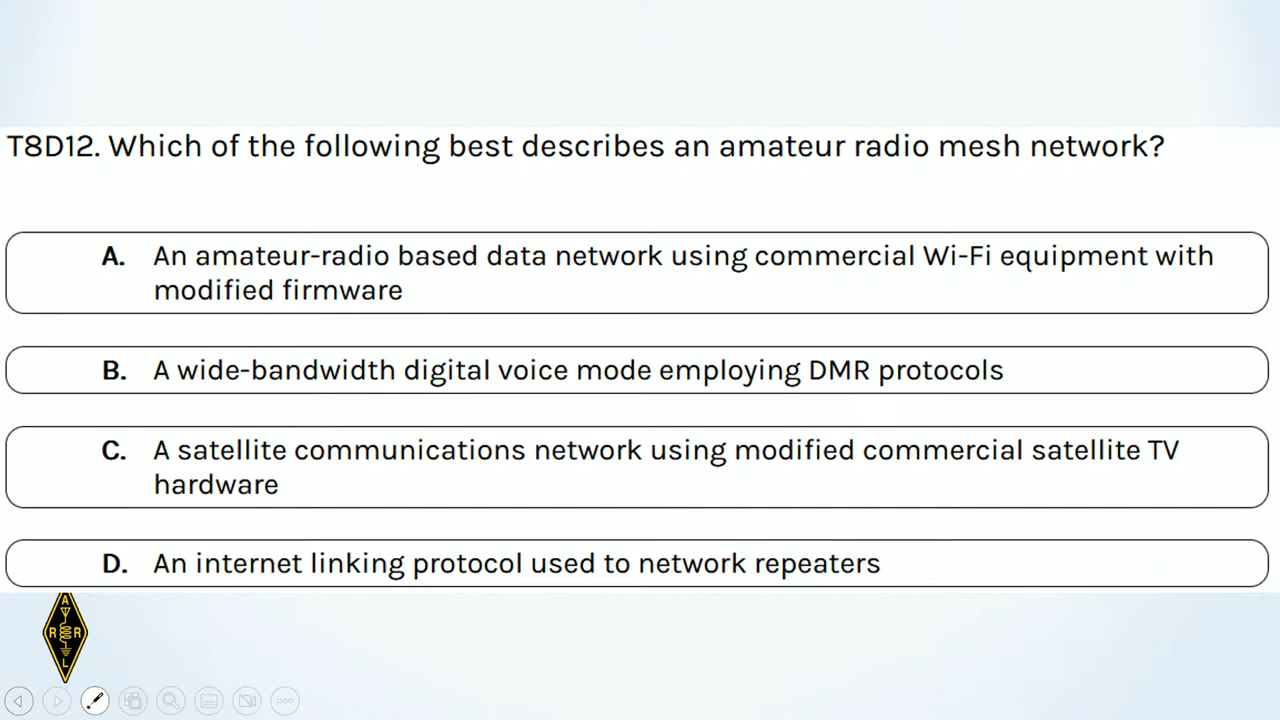 T8D12. Which of the following best describes an amateur radio mesh network?
A. An amateur-radio based data network using commercial Wi-Fi equipment with
modified firmware
B. A wide-bandwidth digital voice mode employing DMR protocols
C. A satellite communications network using modified commercial satellite TV
hardware
D. An internet linking protocol used to network repeaters
A
R R
L